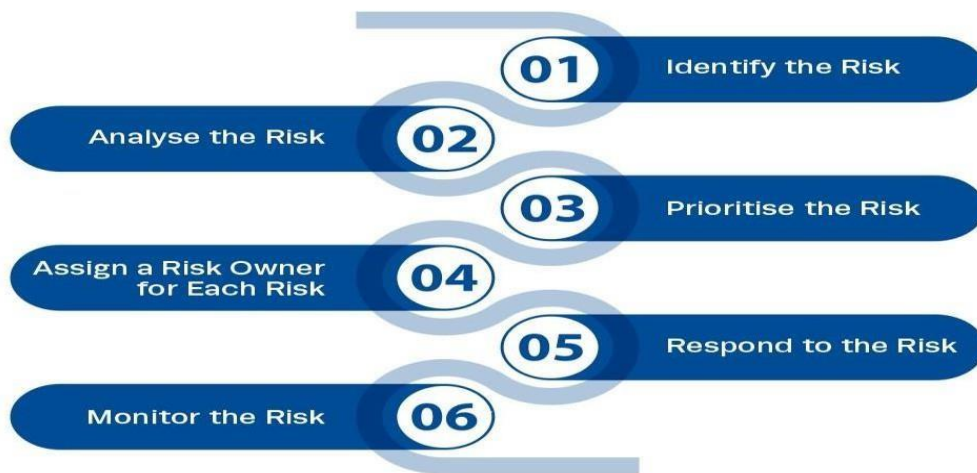 01
Identify the Risk
Analyse the Risk
02
03
Prioritise the Risk
Assign a Risk Owner
for Each Risk
04
05
Respond to the Risk
Monitor the Risk
06